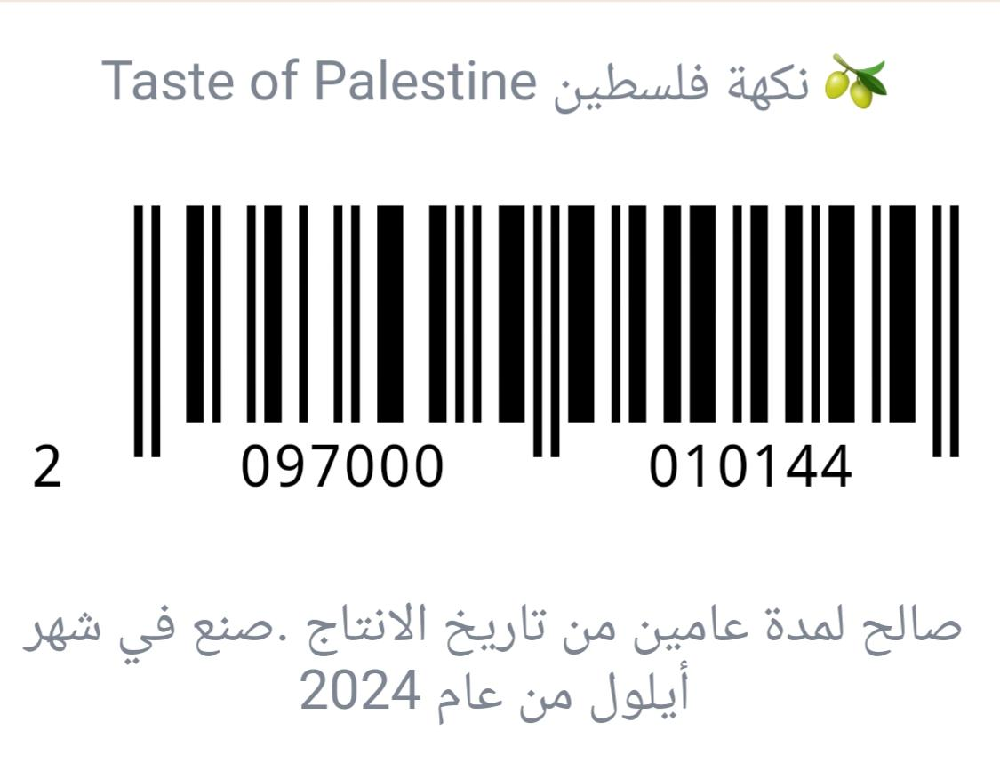 Taste of Palestine نكهة فلسطين 🫒
2 097000 010144
صالح لمدة عامين من تاريخ الانتاج .صنع في شهر
أيلول من عام 2024